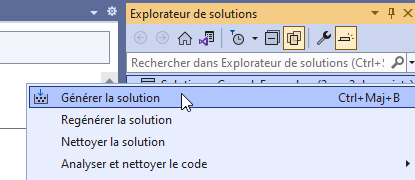 Explorateur de solutions
Rechercher dans Explorateur de solutions (Ctrl+
Générer la solution Ctrl+Maj+B
Regénérer la solution
Nettoyer la solution
Analyser et nettoyer le code